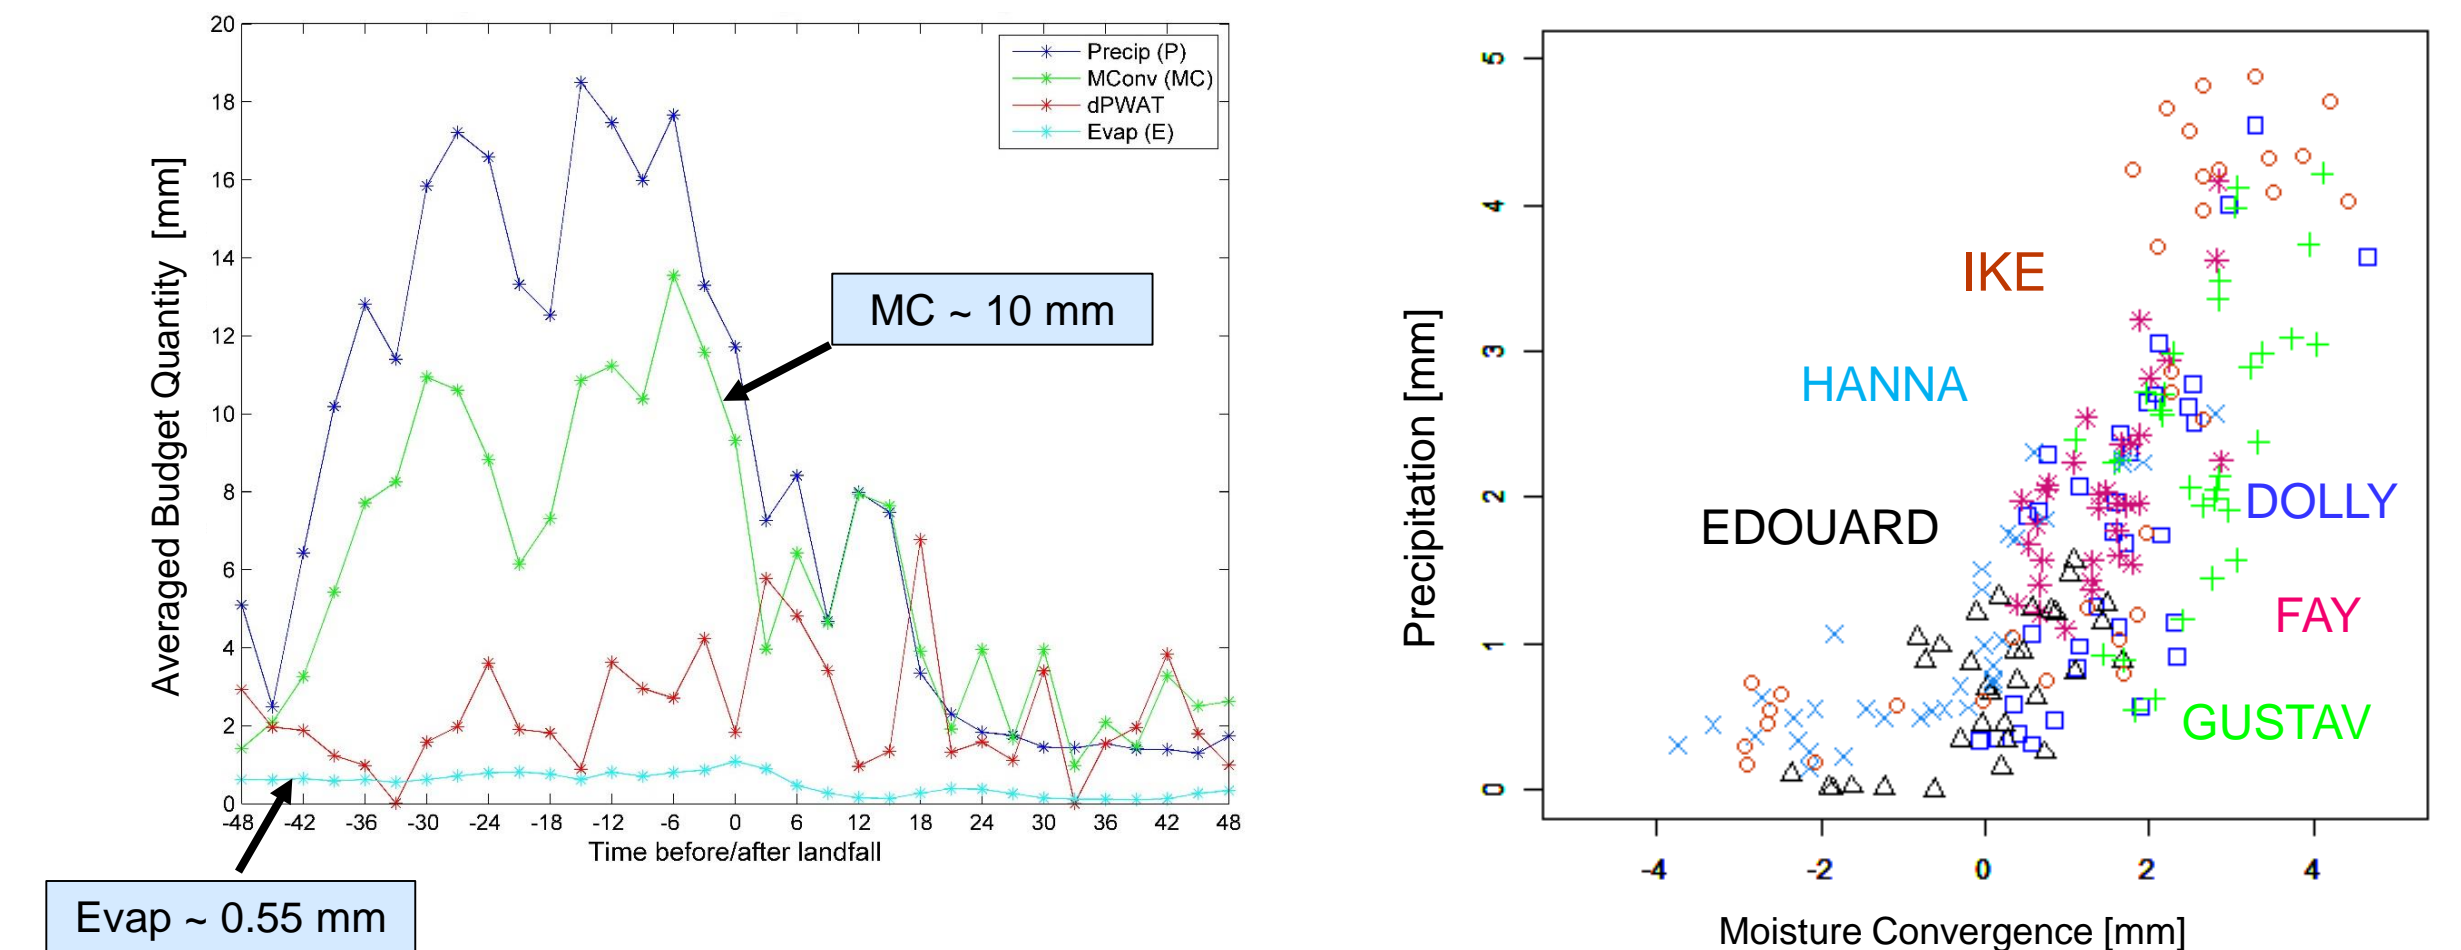 20
18
16
14
12
10
8
6
4
2
0
Averaged Budget Quantity [mm]
Precip (P)
MConv (MC)
dPWAT
Evap (E)
MC ~ 10 mm
-48 -42 -36 -30 -24 -18 -12 -6 0 6 12 18 24 30 36 42 48
Time before/after landfall
Evap ~ 0.55 mm
5
4
3
2
1
0
Precipitation [mm]
IKE
HANNA
EDOUARD
DOLLY
FAY
GUSTAV
-4 -2 0 2 4
Moisture Convergence [mm]